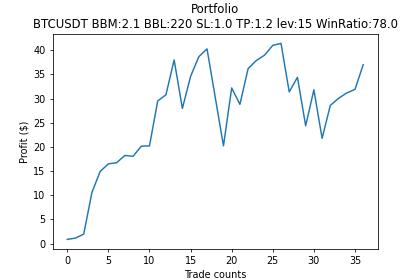 Portfolio
BTCUSDT BBM:2.1 BBL:220 SL:1.0 TP:1.2 lev:15 WinRatio:78.0
Profit ($)
40
35
30
25
20
15
10
5
0
0 5 10 15 20 25 30 35
Trade counts